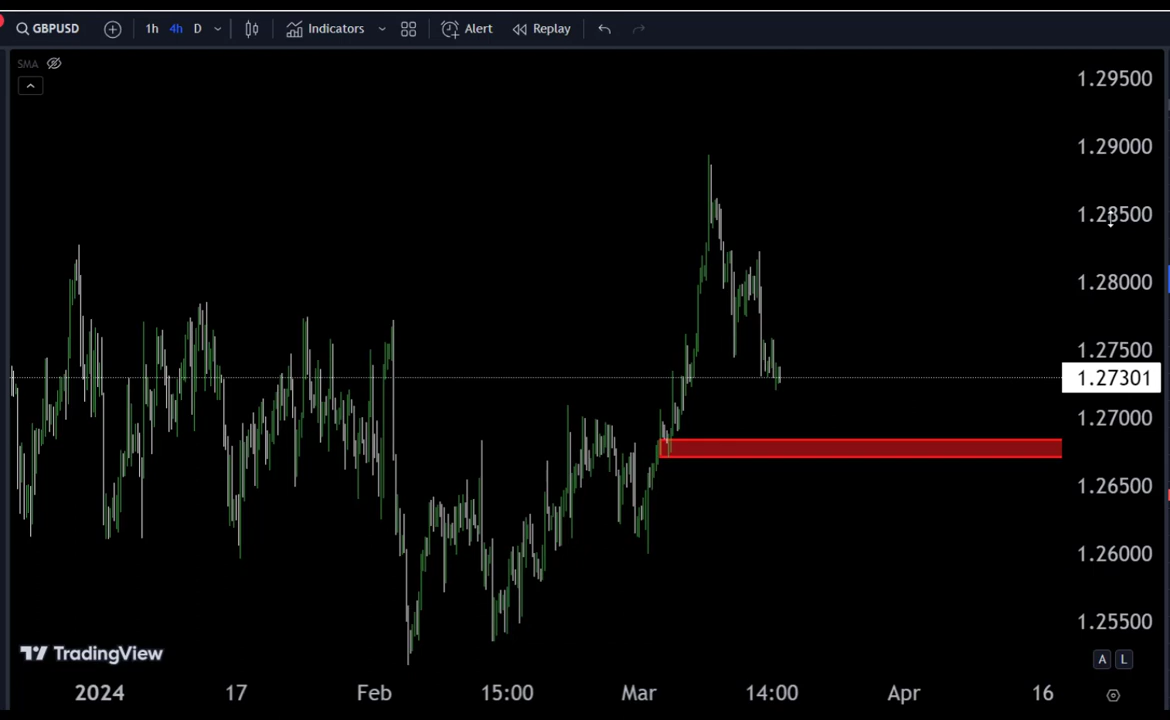 GBPUSD 1h 4h D Indicators Alert Replay
SMA
1.29500
1.29000
1.28500
1.28000
1.27500
1.27301
1.27000
1.26500
1.26000
1.25500
TradingView
A L
2024 17 Feb 15:00 Mar 14:00 Apr 16